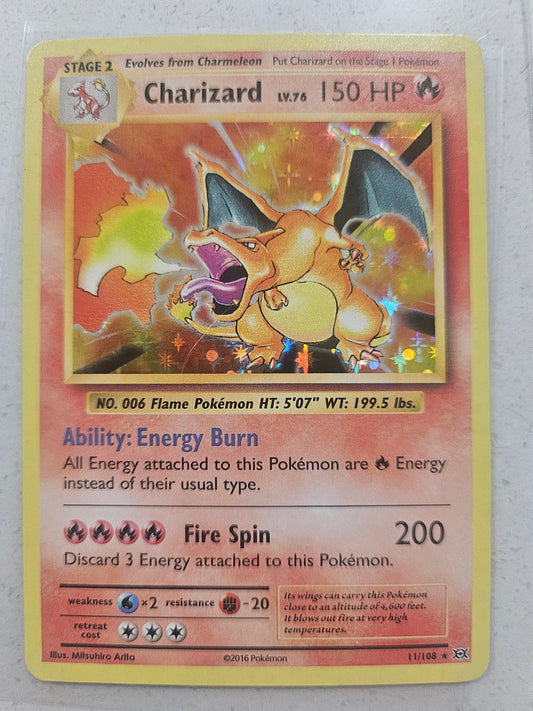 STAGE 2 Evolves from Charmeleon Put Charizard on the Stage 1 Pokémon
Charizard LV.76 150 HP
NO. 006 Flame Pokémon HT: 5'07" WT: 199.5 lbs.
Ability: Energy Burn
All Energy attached to this Pokémon are Energy
instead of their usual type.
Fire Spin 200
Discard 3 Energy attached to this Pokémon.
weakness ×2 resistance -20
retreat
cost
Its wings can carry this Pokémon
close to an altitude of 4,600 feet.
It blows out fire at very high
temperatures.
Illus. Mitsuhiro Arita ©2016 Pokémon 11/108 ★